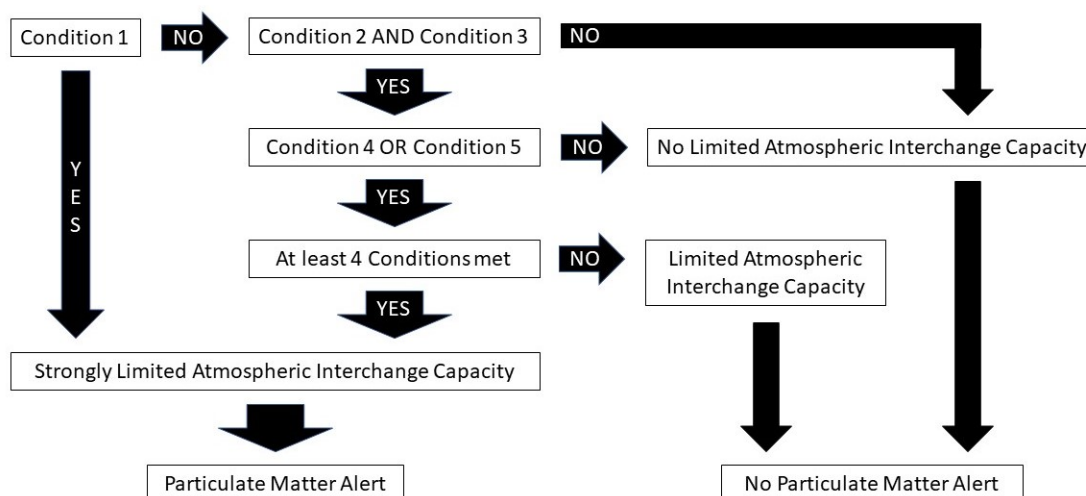 Condition 1
NO
Condition 2 AND Condition 3
NO
YES
Condition 4 OR Condition 5
NO
No Limited Atmospheric Interchange Capacity
YES
YES
At least 4 Conditions met
NO
Limited Atmospheric
Interchange Capacity
YES
Strongly Limited Atmospheric Interchange Capacity
Particulate Matter Alert
No Particulate Matter Alert